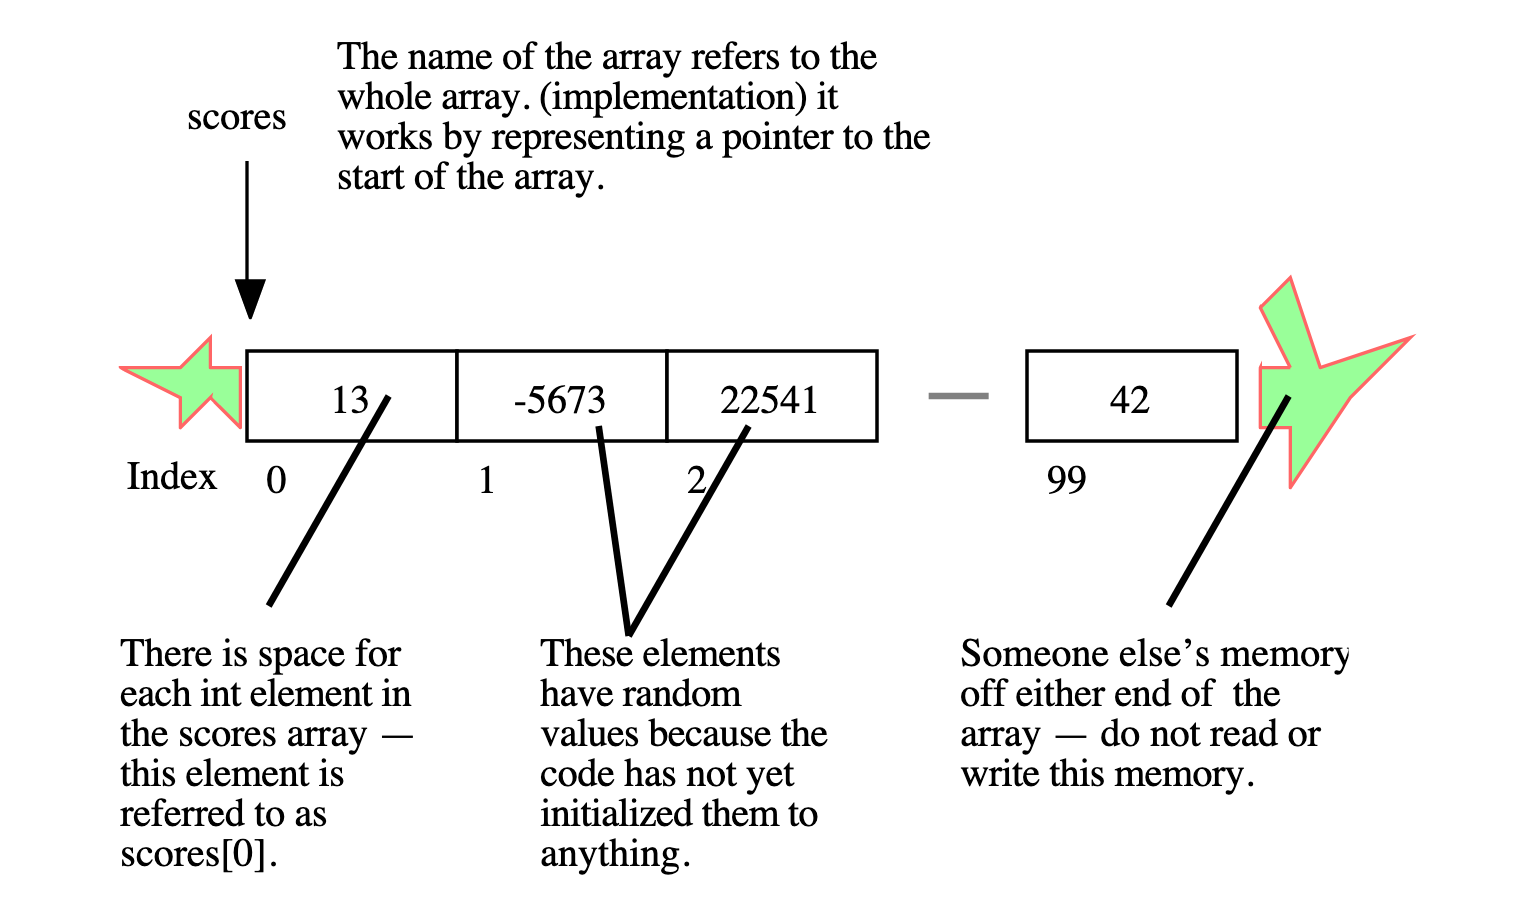 The name of the array refers to the
whole array. (implementation) it
works by representing a pointer to the
start of the array.
scores
13 -5673 22541 — 42
Index 0 1 2 99
There is space for
each int element in
the scores array —
this element is
referred to as
scores[0].
These elements
have random
values because the
code has not yet
initialized them to
anything.
Someone else’s memory
off either end of  the
array — do not read or
write this memory.